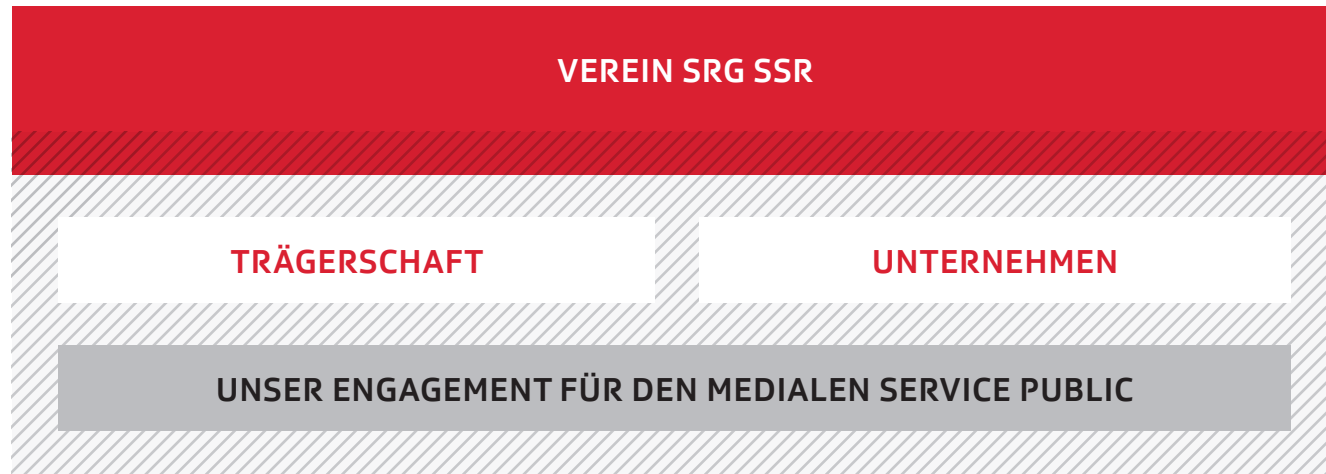 VEREIN SRG SSR
TRÄGERSCHAFT
UNTERNEHMEN
UNSER ENGAGEMENT FÜR DEN MEDIALEN SERVICE PUBLIC